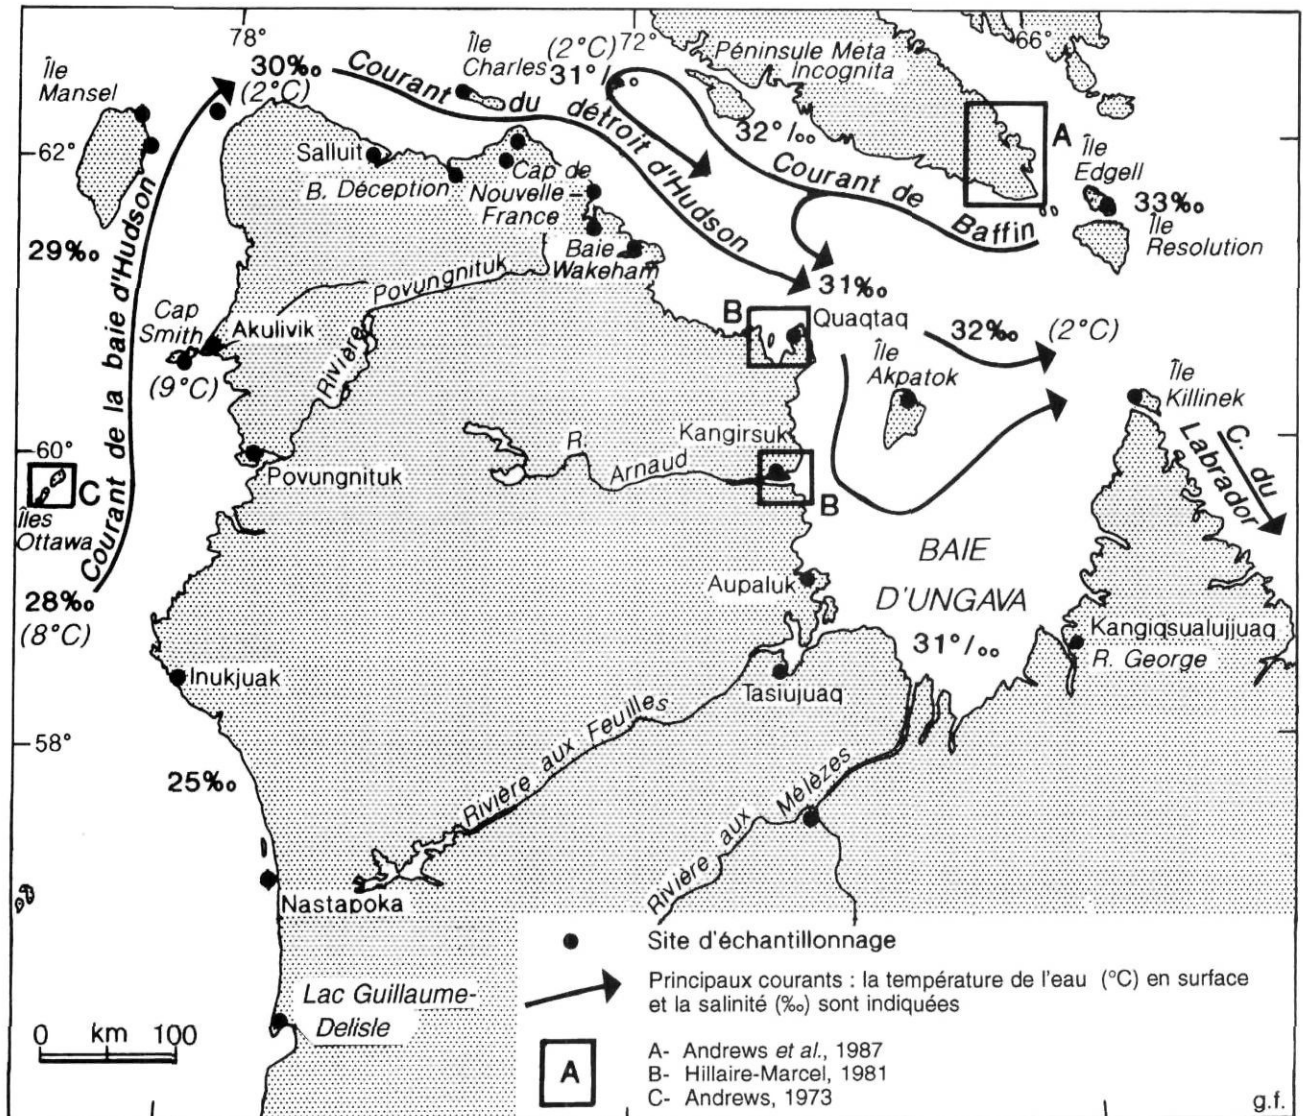 78°
72°
66°
Île
Mansel
30‰
(2°C)
Courant du détroit d'Hudson
Île
Charles
(2°C)
31°/₀₀
Péninsule Meta
Incognita
32°/₀₀
A
Île
Edgell
33‰
Île
Resolution
62°
Salluit
B. Déception
Cap de
Nouvelle-
France
Courant de Baffin
29‰
Courant de la baie d'Hudson
Baie
Wakeham
Rivière Povungnituk
31‰
B
Quaqtaq
Cap
Smith
Akulivik
(9°C)
32‰ (2°C)
Île
Akpatok
Île
Killinek
60°
Povungnituk
R. Arnaud
Kangirsuk
B
C. du
Labrador
C
Îles
Ottawa
28‰
(8°C)
BAIE
D'UNGAVA
31°/₀₀
Aupaluk
Kangiqsualujjuaq
R. George
Inukjuak
Tasiujuaq
58°
25‰
Rivière aux Feuilles
Rivière aux Mélèzes
Nastapoka
Lac Guillaume-
Delisle
0 km 100
Site d'échantillonnage
Principaux courants : la température de l'eau (°C) en surface
et la salinité (‰) sont indiquées
A
A- Andrews et al., 1987
B- Hillaire-Marcel, 1981
C- Andrews, 1973
g.f.